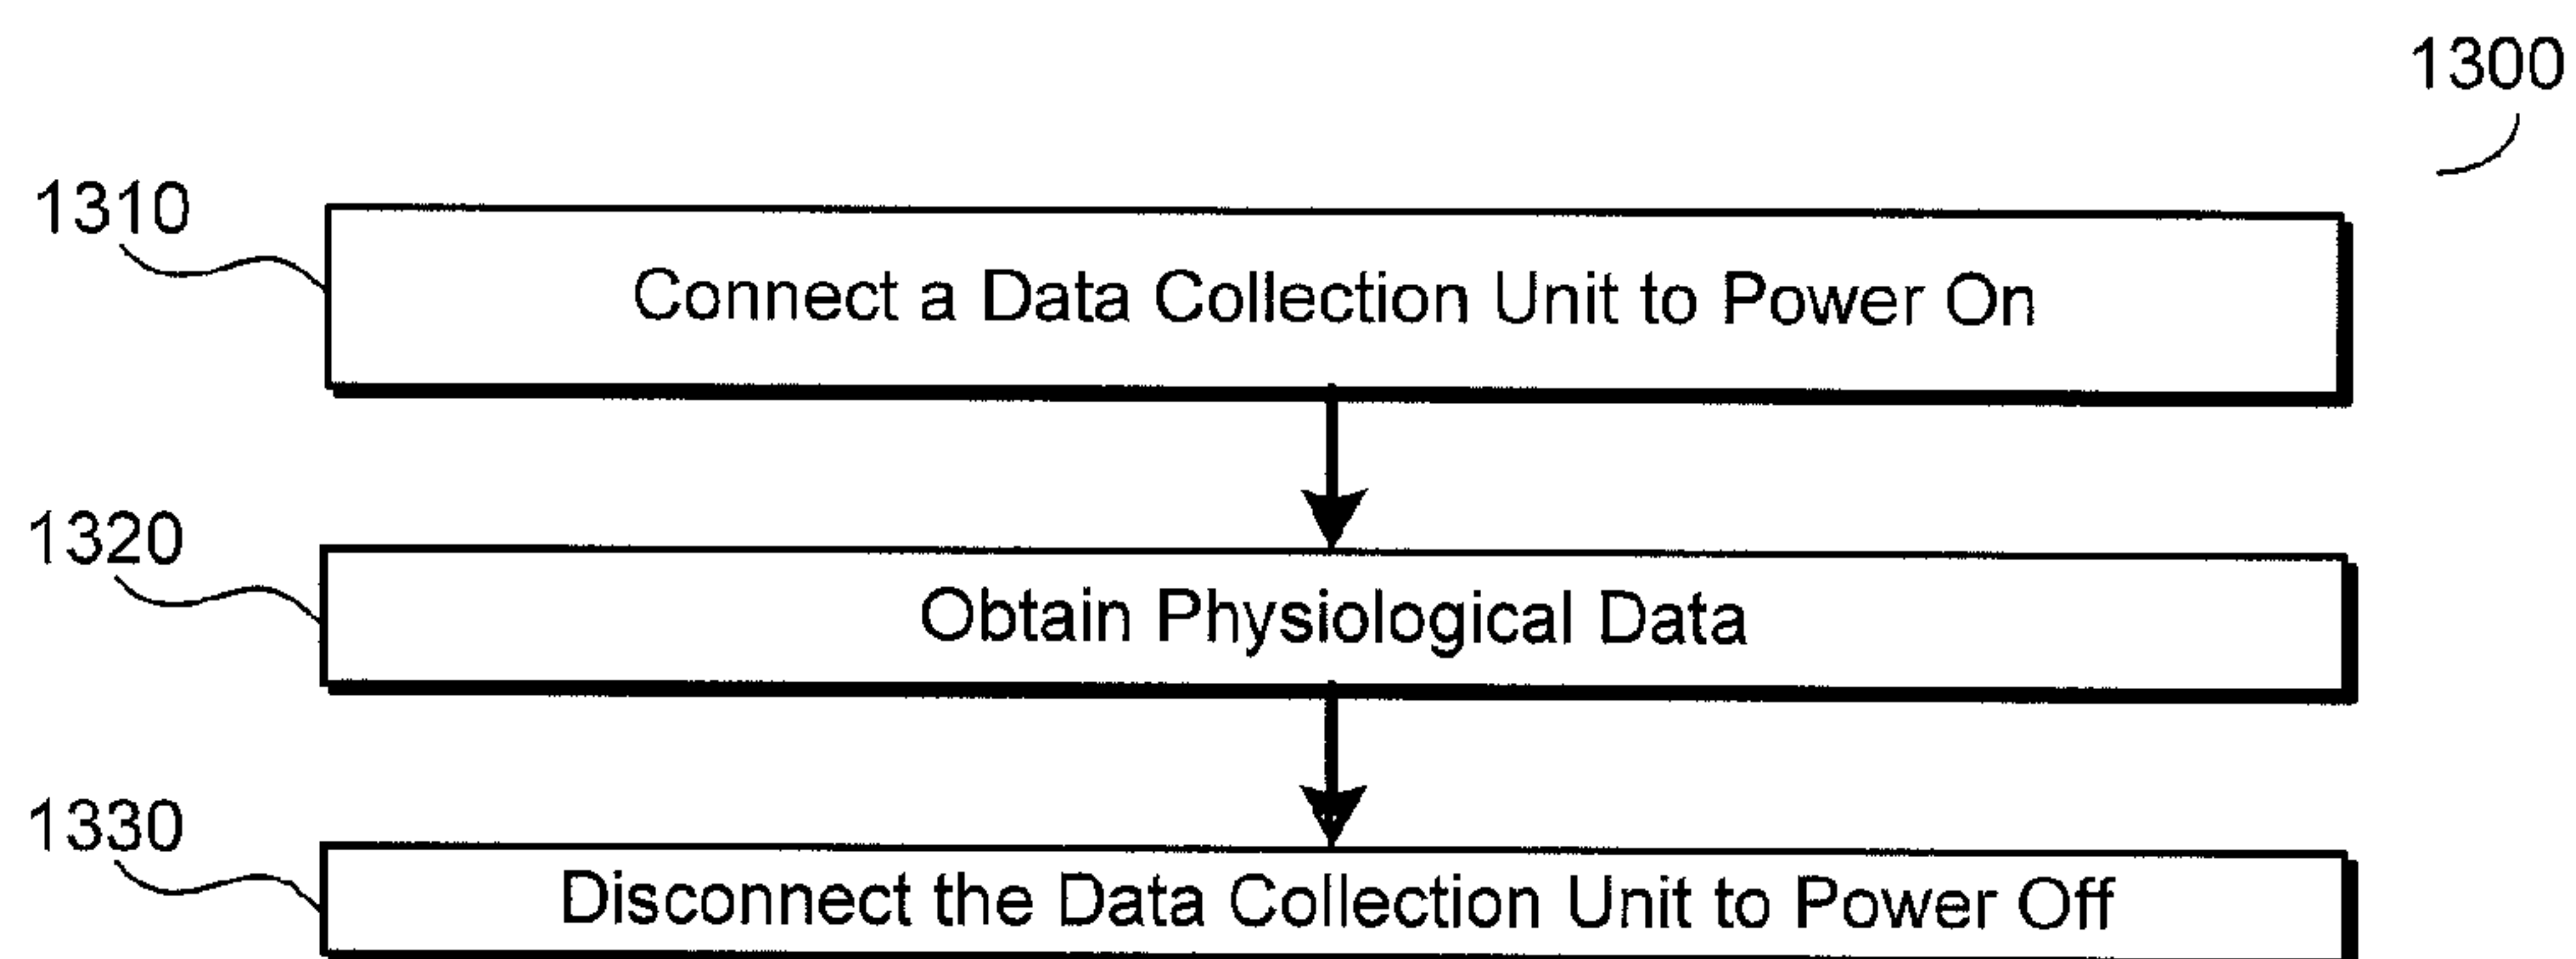 1300
1310
Connect a Data Collection Unit to Power On
1320
Obtain Physiological Data
1330
Disconnect the Data Collection Unit to Power Off